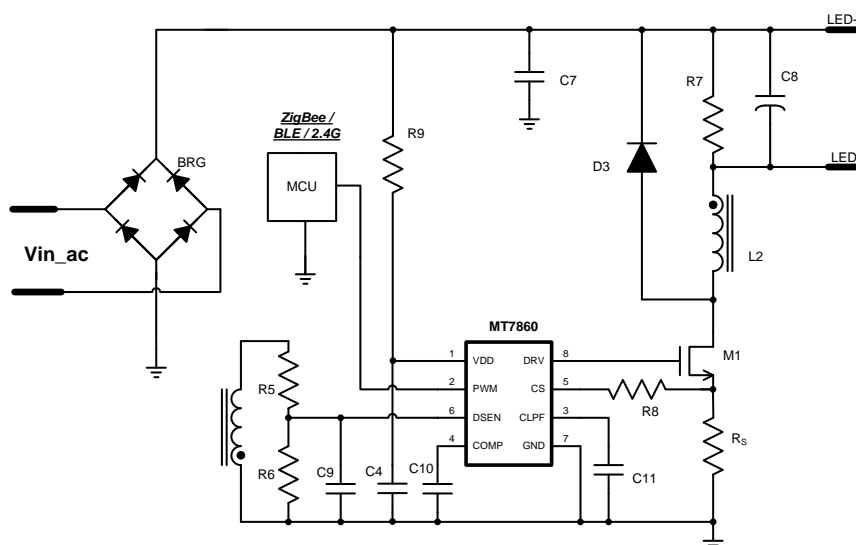 LED-
C7
R7
C8
ZigBee /
BLE / 2.4G
R9
BRG
D3
LED
MCU
Vin_ac
L2
MT7860
M1
1 VDD DRV 8
2 PWM CS 5
R5
R8
6 DSEN CLPF 3
4 COMP GND 7
RS
R6
C9
C4
C10
C11